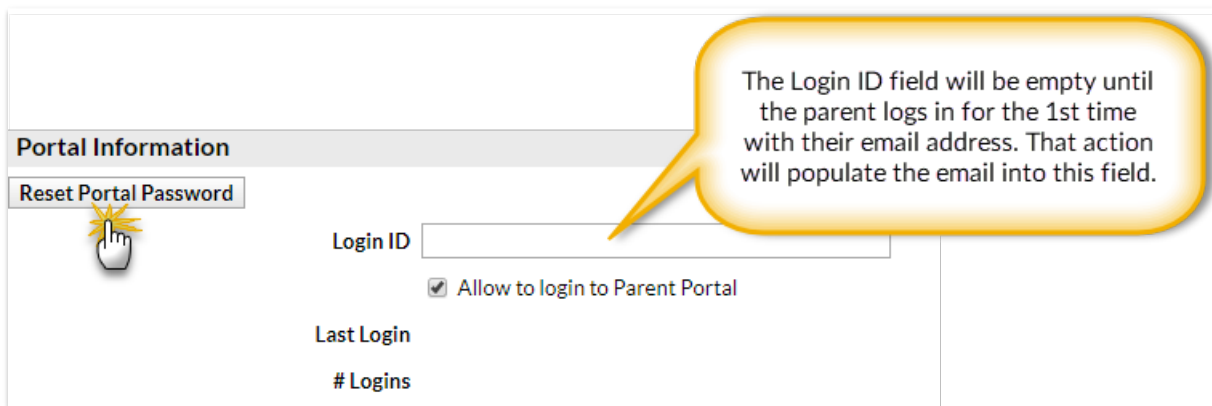 The Login ID field will be empty until
the parent logs in for the 1st time
with their email address. That action
will populate the email into this field.
Portal Information
Reset Portal Password
Login ID
Allow to login to Parent Portal
Last Login
# Logins